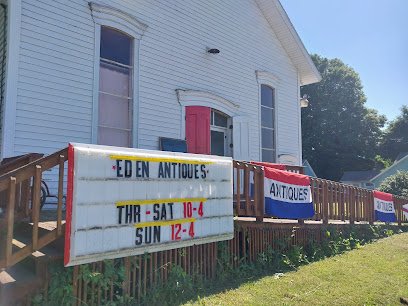 ·EDEN ANTIQUES·
THR-SAT 10-4
SUN 12-4
ANTIQUES
ANTIQUES